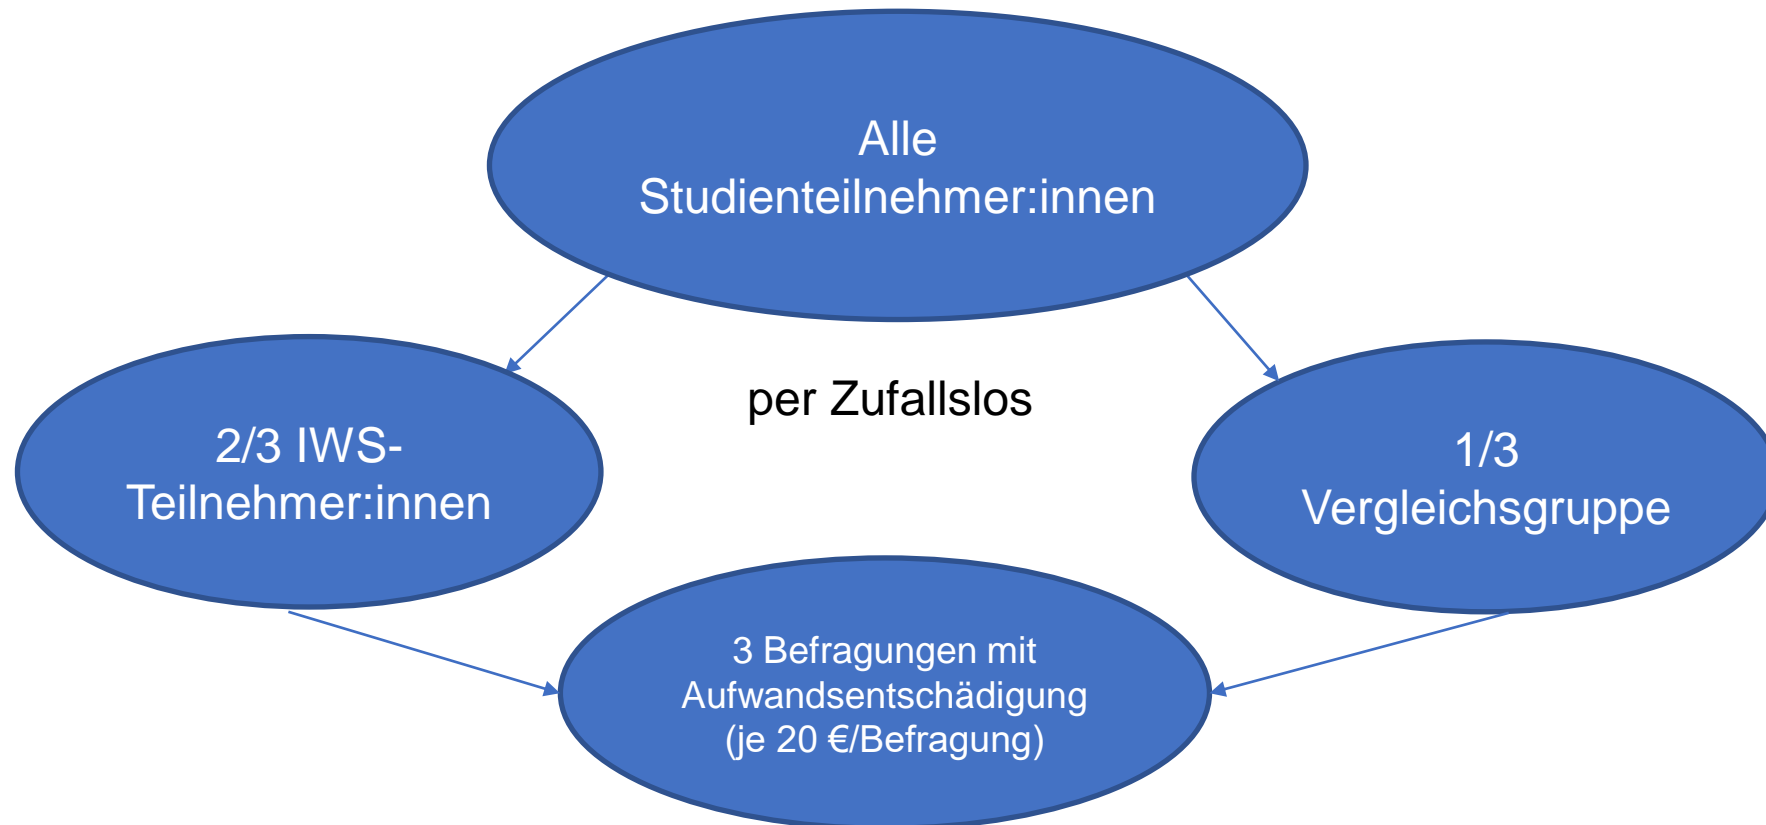 Alle
Studienteilnehmer:innen
per Zufallslos
2/3 IWS-
Teilnehmer:innen
1/3
Vergleichsgruppe
3 Befragungen mit
Aufwandsentschädigung
(je 20 €/Befragung)